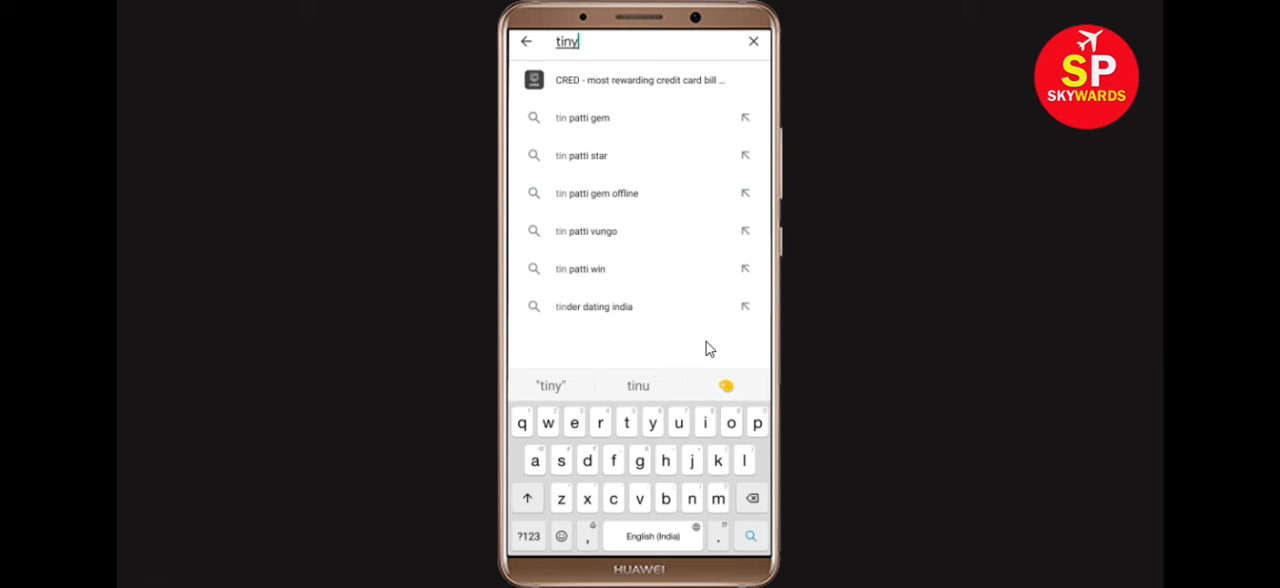 tiny
SP
SKYWARDS
CRED - most rewarding credit card bill ...
tin patti gem
tin patti star
tin patti gem offline
tin patti vungo
tin patti win
tinder dating india
"tiny" tinu
q w e r t y u i o p
a s d f g h j k l
z x c v b n m
?123 , English (India) .
HUAWEI